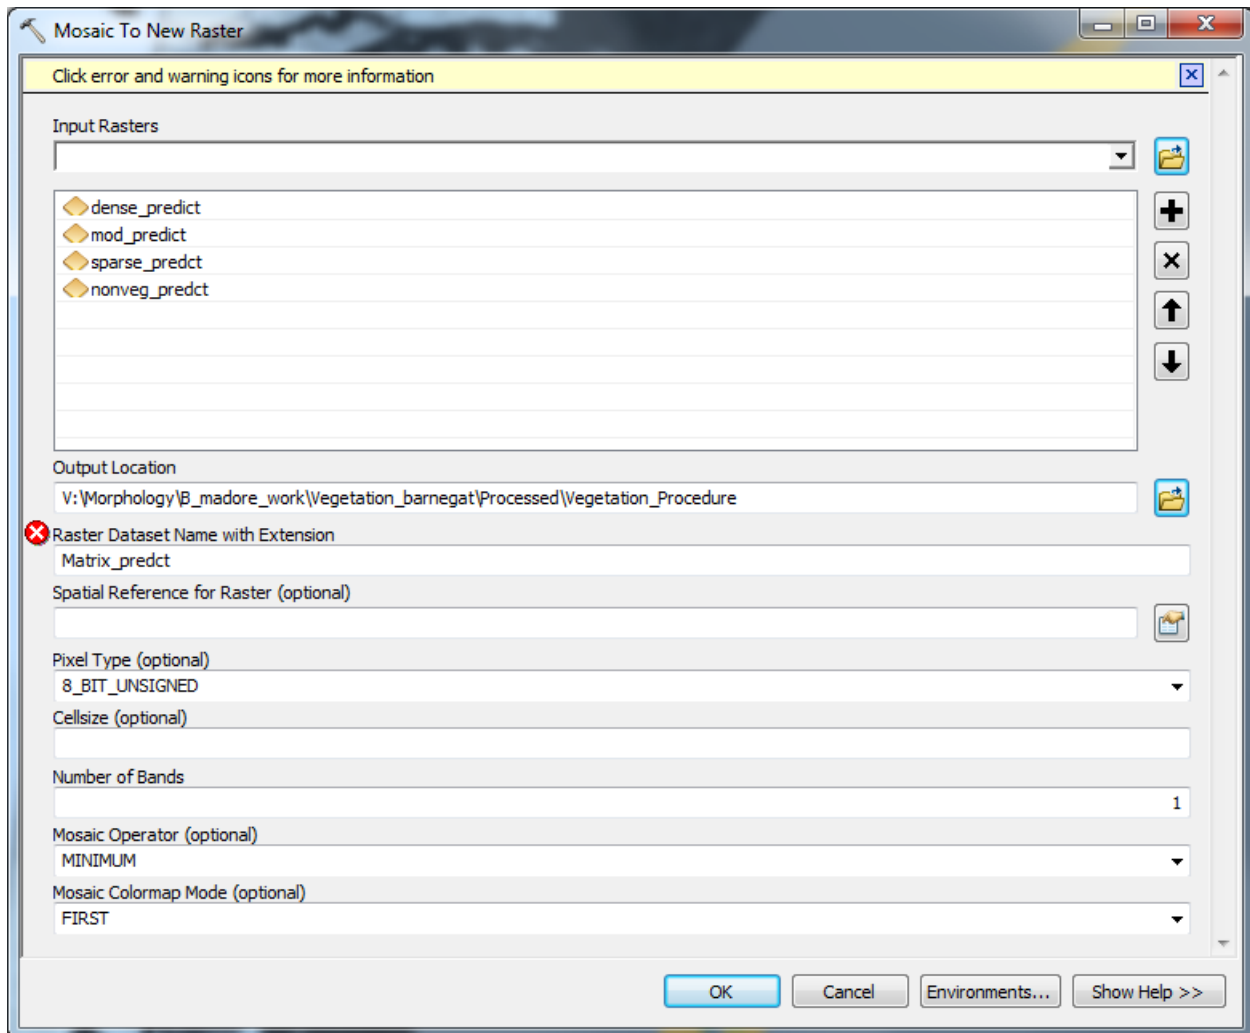 Mosaic To New Raster
Click error and warning icons for more information
Input Rasters
dense_predict
mod_predict
sparse_predct
nonveg_predct
Output Location
V:\Morphology\B_madore_work\Vegetation_barnegat\Processed\Vegetation_Procedure
Raster Dataset Name with Extension
Matrix_predct
Spatial Reference for Raster (optional)
Pixel Type (optional)
8_BIT_UNSIGNED
Cellsize (optional)
Number of Bands
1
Mosaic Operator (optional)
MINIMUM
Mosaic Colormap Mode (optional)
FIRST
OK Cancel Environments... Show Help >>